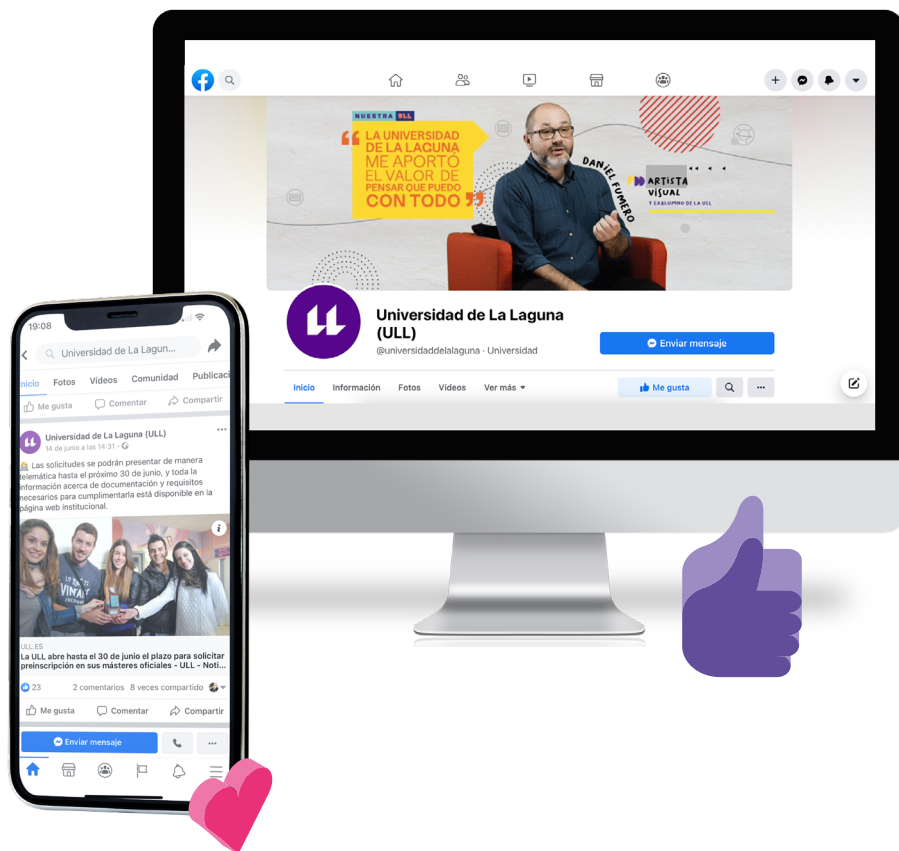 NUESTRA ULL
“ LA UNIVERSIDAD
DE LA LAGUNA
ME APORTÓ
EL VALOR DE
PENSAR QUE PUEDO
CON TODO ”
DANIEL FUMERO
ARTISTA
VISUAL
Y EXALUMNO DE LA ULL
Universidad de La Laguna
(ULL)
@universidaddelalaguna · Universidad
Enviar mensaje
Inicio Información Fotos Vídeos Ver más
Me gusta
19:08
Universidad de La Lagun...
Inicio Fotos Vídeos Comunidad Publicaci
Me gusta Comentar Compartir
Universidad de La Laguna (ULL)
14 de junio a las 14:31 ·
Las solicitudes se podrán presentar de manera
telemática hasta el próximo 30 de junio, y toda la
información acerca de documentación y requisitos
necesarios para cumplimentarla está disponible en la
página web institucional.
ULL.ES
La ULL abre hasta el 30 de junio el plazo para solicitar
preinscripción en sus másteres oficiales - ULL - Noti...
23 2 comentarios 8 veces compartido
Me gusta Comentar Compartir
Enviar mensaje